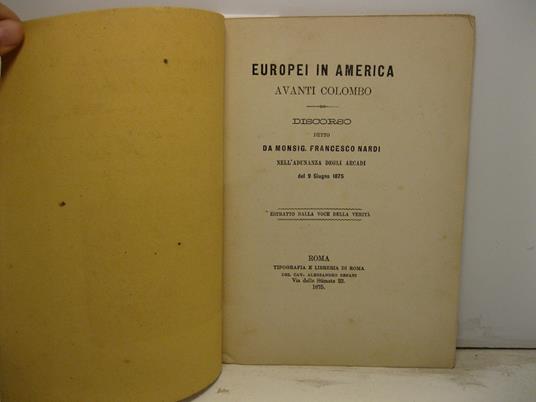 EUROPEI IN AMERICA
AVANTI COLOMBO
DISCORSO
DETTO
DA MONSIG. FRANCESCO NARDI
NELL'ADUNANZA DEGLI ARCADI
del 9 Giugno 1875
ESTRATTO DALLA VOCE DELLA VERITÀ
ROMA
TIPOGRAFIA E LIBRERIA DI ROMA
DEL CAV. ALESSANDRO BEFANI
Via delle Stimate 23.
1875.